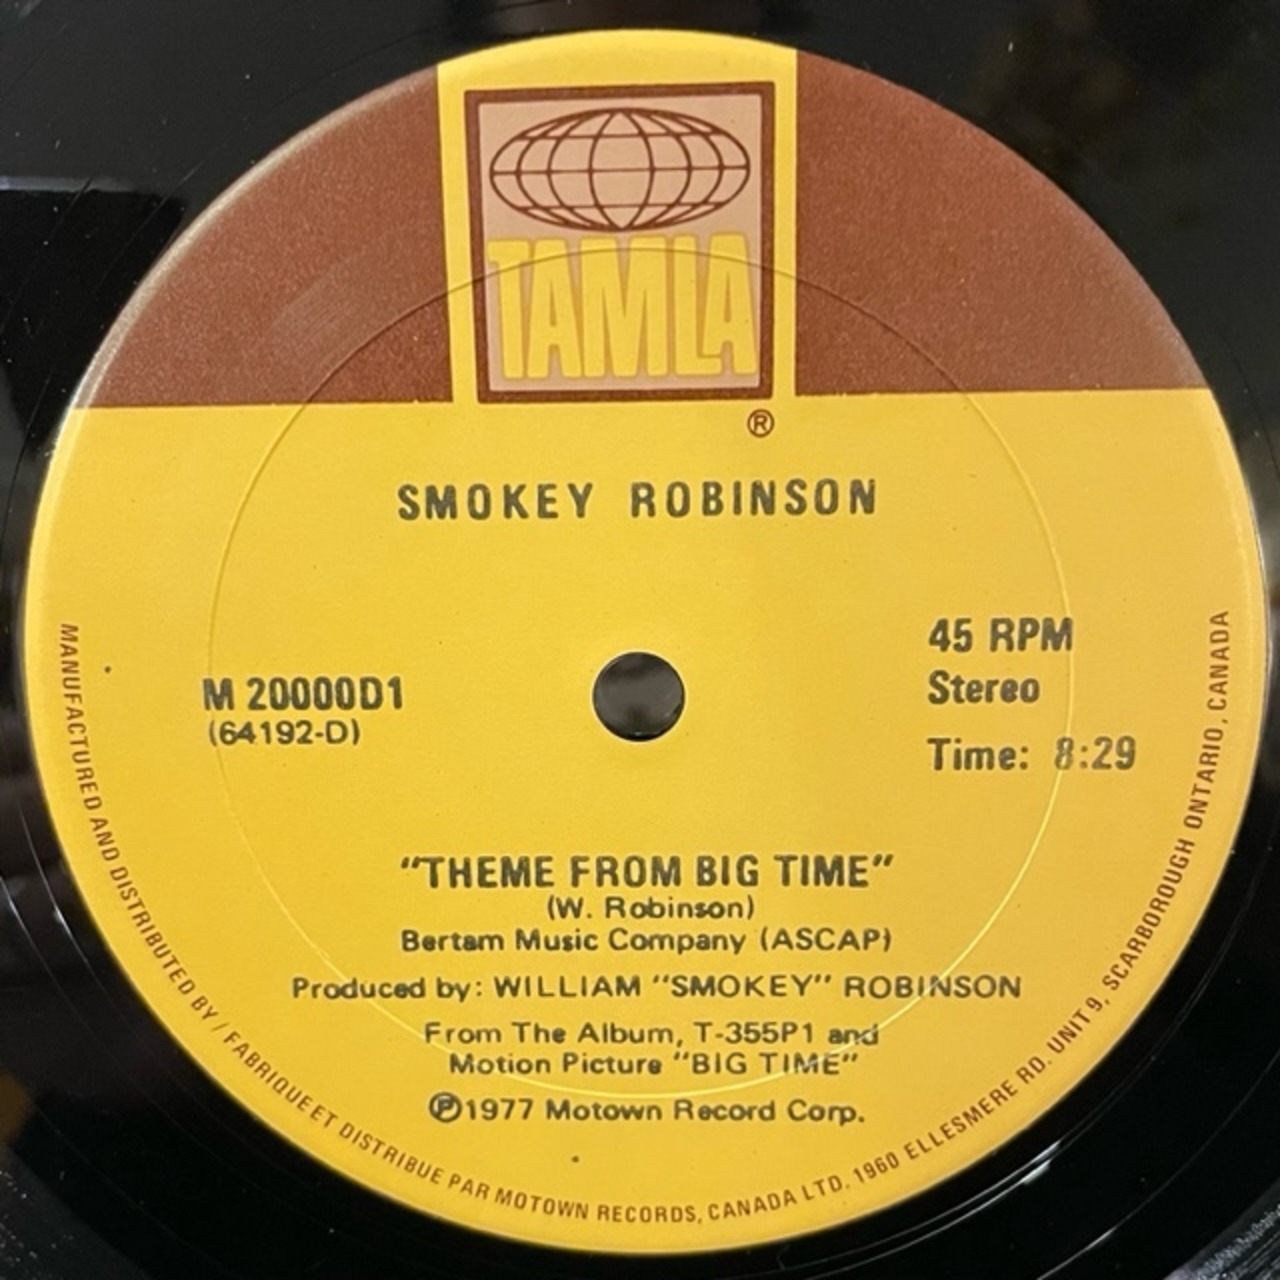 TAMLA
®
SMOKEY ROBINSON
45 RPM
Stereo
Time: 8:29
M 20000D1
(64192-D)
"THEME FROM BIG TIME"
(W. Robinson)
Bertam Music Company (ASCAP)
Produced by: WILLIAM "SMOKEY" ROBINSON
From The Album, T-355P1 and
Motion Picture "BIG TIME"
℗1977 Motown Record Corp.
MANUFACTURED AND DISTRIBUTED BY / FABRIQUE ET DISTRIBUE PAR MOTOWN RECORDS, CANADA LTD. 1960 ELLESMERE RD. UNIT 9, SCARBOROUGH ONTARIO, CANADA